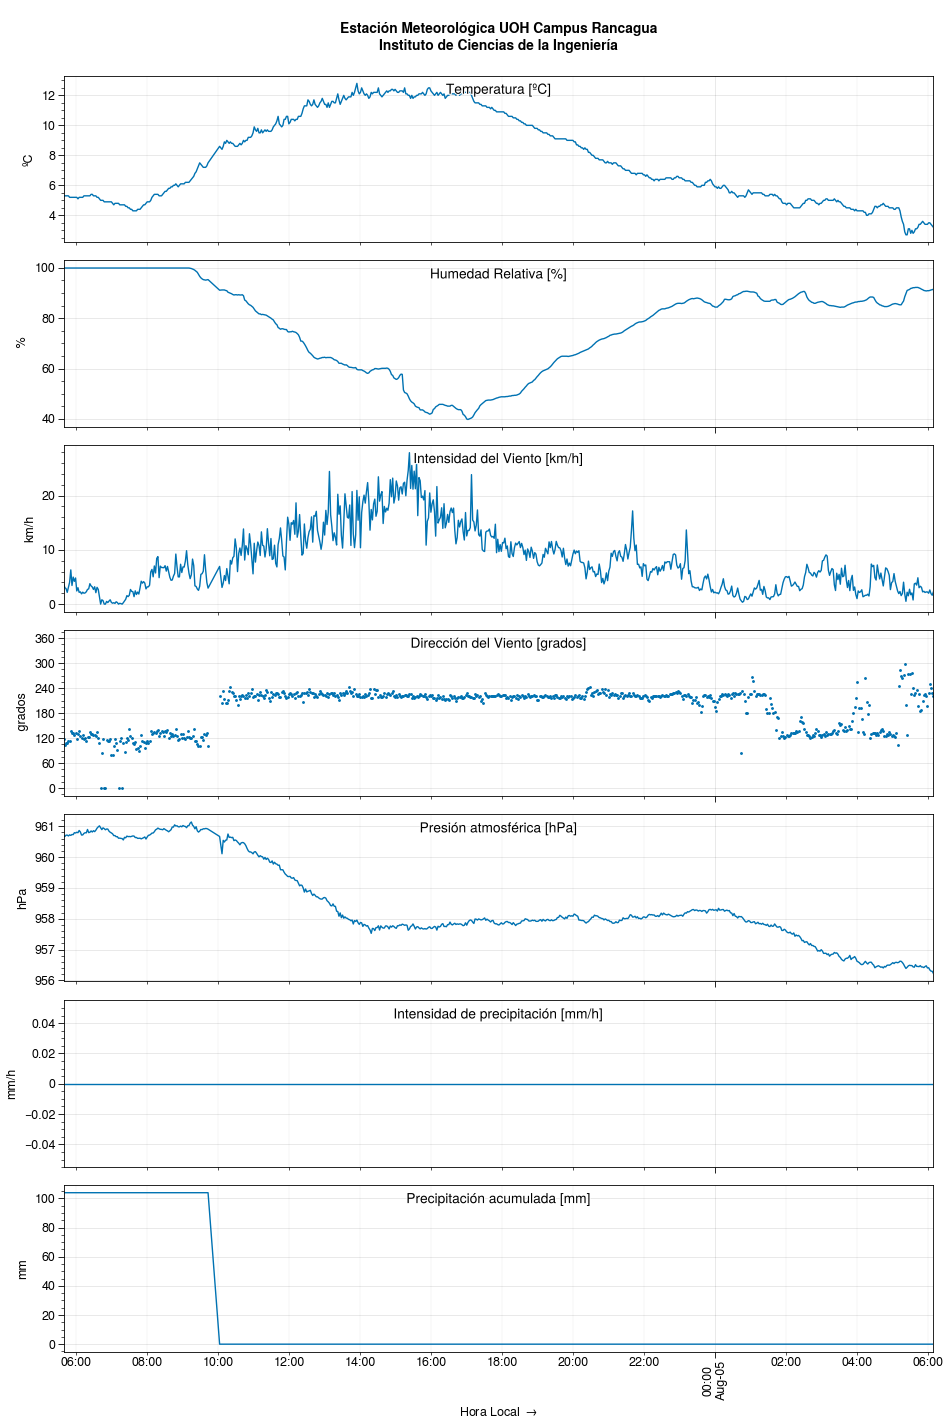 Estación Meteorológica UOH Campus Rancagua
Instituto de Ciencias de la Ingeniería
Temperatura [ºC]
ºC
12
10
8
6
4
Humedad Relativa [%]
%
100
80
60
40
Intensidad del Viento [km/h]
km/h
20
10
0
Dirección del Viento [grados]
grados
360
300
240
180
120
60
0
Presión atmosférica [hPa]
hPa
961
960
959
958
957
956
Intensidad de precipitación [mm/h]
mm/h
0.04
0.02
0
−0.02
−0.04
Precipitación acumulada [mm]
mm
100
80
60
40
20
0
06:00 08:00 10:00 12:00 14:00 16:00 18:00 20:00 22:00 00:00 02:00 04:00 06:00
Aug-05
Hora Local →